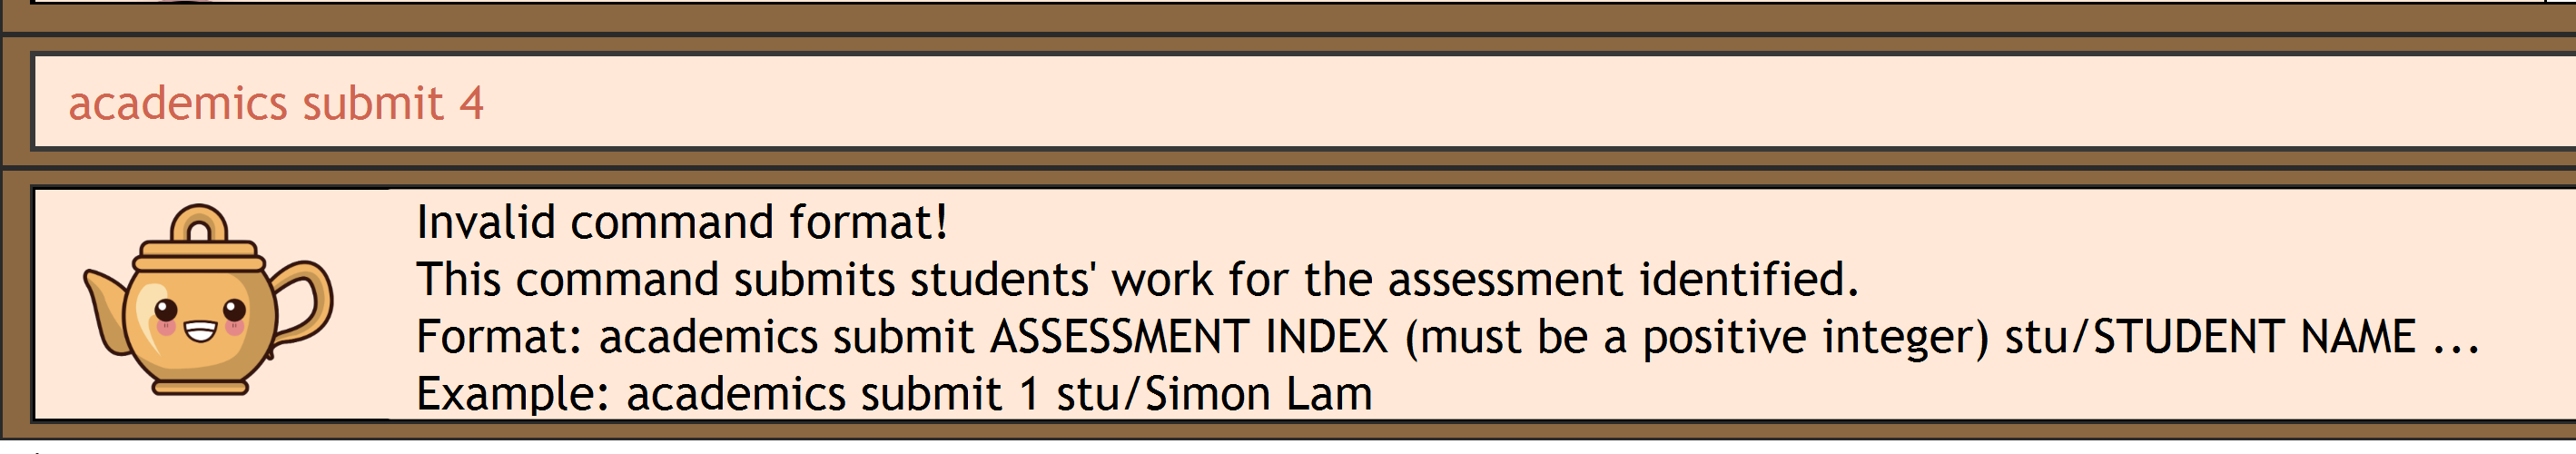 academics submit 4
Invalid command format!
This command submits students' work for the assessment identified.
Format: academics submit ASSESSMENT INDEX (must be a positive integer) stu/STUDENT NAME ...
Example: academics submit 1 stu/Simon Lam